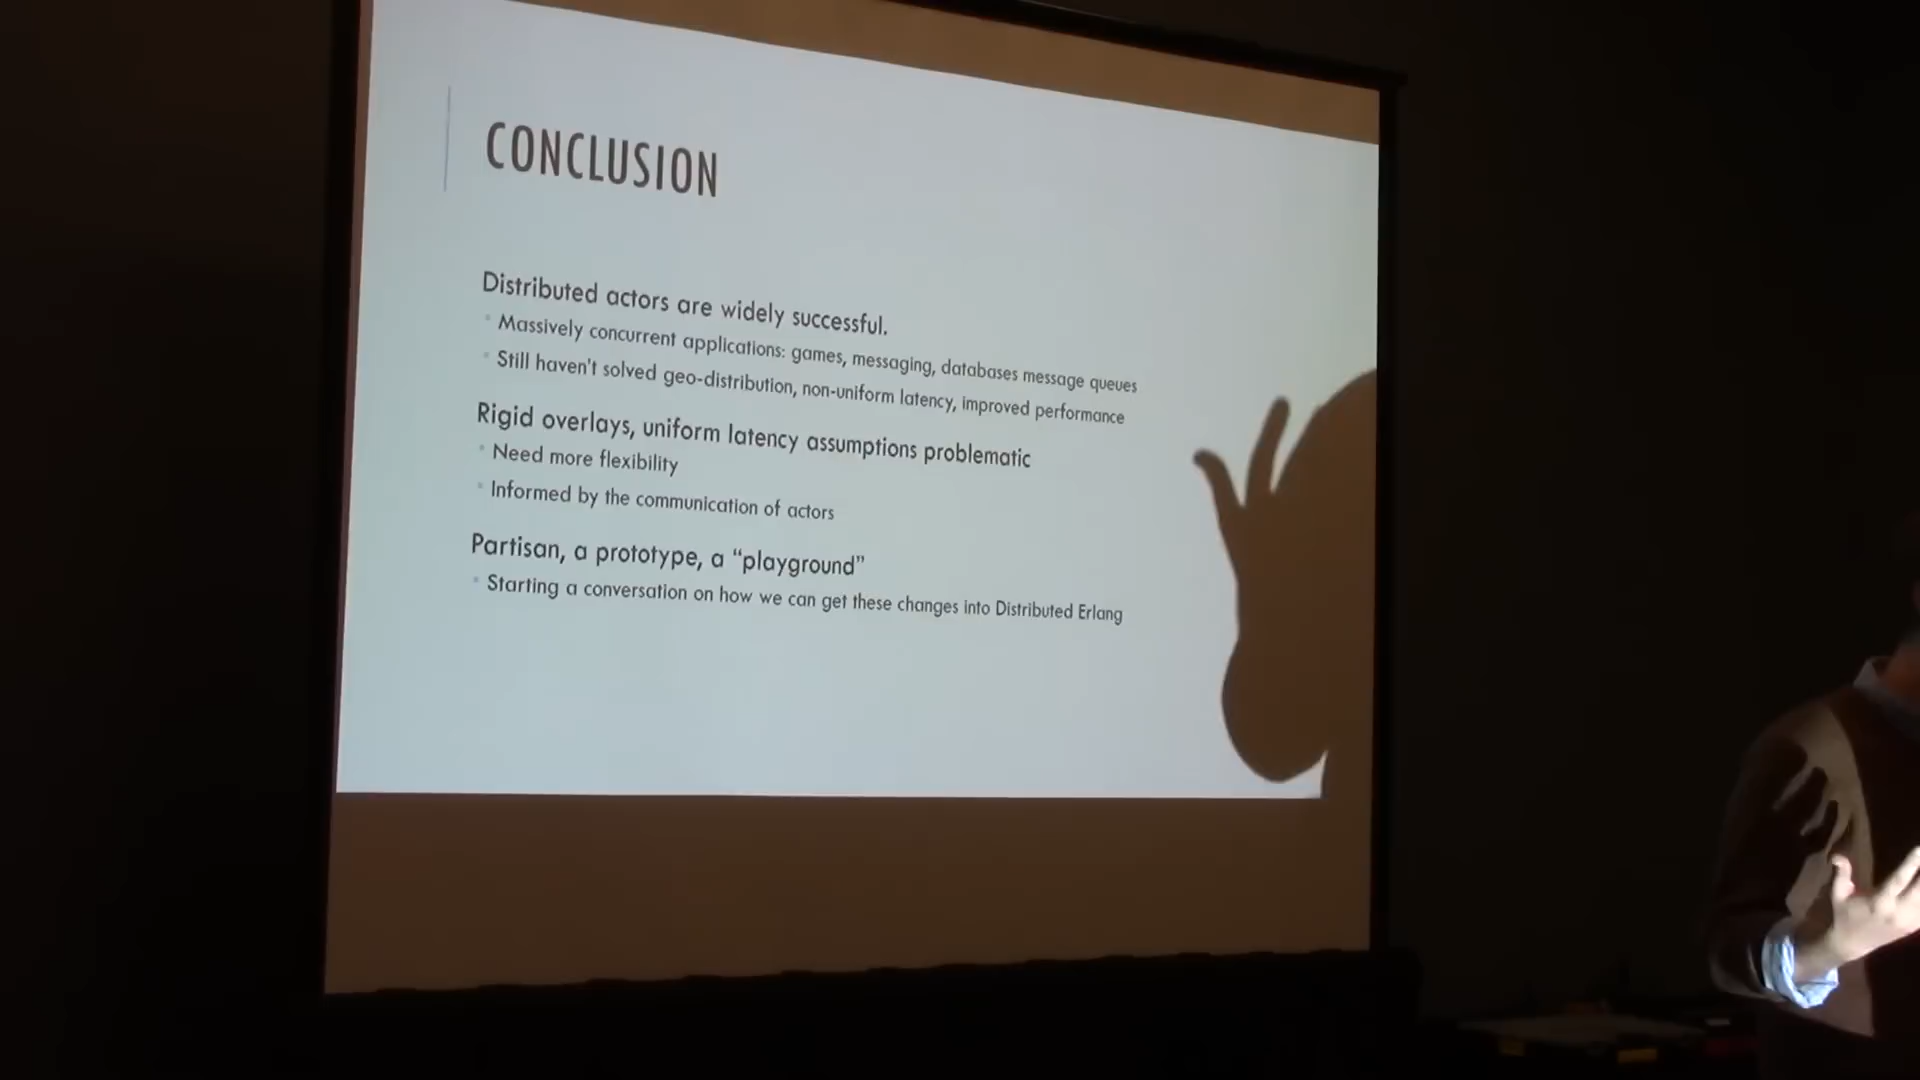 CONCLUSION
Distributed actors are widely successful.
Massively concurrent applications: games, messaging, databases message queues
Still haven't solved geo-distribution, non-uniform latency, improved performance
Rigid overlays, uniform latency assumptions problematic
Need more flexibility
Informed by the communication of actors
Partisan, a prototype, a “playground”
Starting a conversation on how we can get these changes into Distributed Erlang